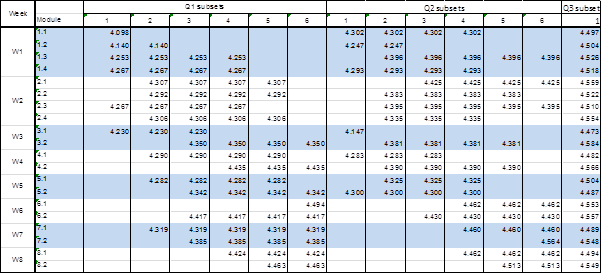 Week Q1 subsets Q2 subsets Q3 subset
Module 1 2 3 4 5 6 1 2 3 4 5 6 1
W1 1.1 4.098 4.302 4.302 4.302 4.302 4.497
1.2 4.140 4.140 4.247 4.247 4.504
1.3 4.253 4.253 4.253 4.253 4.396 4.396 4.396 4.396 4.396 4.526
1.4 4.267 4.267 4.267 4.267 4.293 4.293 4.293 4.293 4.518
W2 2.1 4.307 4.307 4.307 4.307 4.425 4.425 4.425 4.425 4.559
2.2 4.292 4.292 4.292 4.292 4.383 4.383 4.383 4.383 4.522
2.3 4.267 4.267 4.267 4.267 4.395 4.395 4.395 4.395 4.395 4.510
2.4 4.306 4.306 4.306 4.306 4.335 4.335 4.335 4.554
W3 3.1 4.230 4.230 4.230 4.147 4.473
3.2 4.350 4.350 4.350 4.350 4.381 4.381 4.381 4.381 4.584
W4 4.1 4.290 4.290 4.290 4.290 4.283 4.283 4.283 4.482
4.2 4.435 4.435 4.435 4.390 4.390 4.390 4.390 4.566
W5 5.1 4.282 4.282 4.282 4.282 4.325 4.325 4.325 4.504
5.2 4.342 4.342 4.342 4.342 4.300 4.300 4.300 4.300 4.487
W6 6.1 4.494 4.462 4.462 4.462 4.553
6.2 4.417 4.417 4.417 4.417 4.430 4.430 4.430 4.430 4.557
W7 7.1 4.319 4.319 4.319 4.319 4.319 4.460 4.460 4.460 4.489
7.2 4.385 4.385 4.385 4.385 4.564 4.548
W8 8.1 4.424 4.424 4.424 4.462 4.462 4.462 4.494
8.2 4.463 4.463 4.513 4.513 4.549